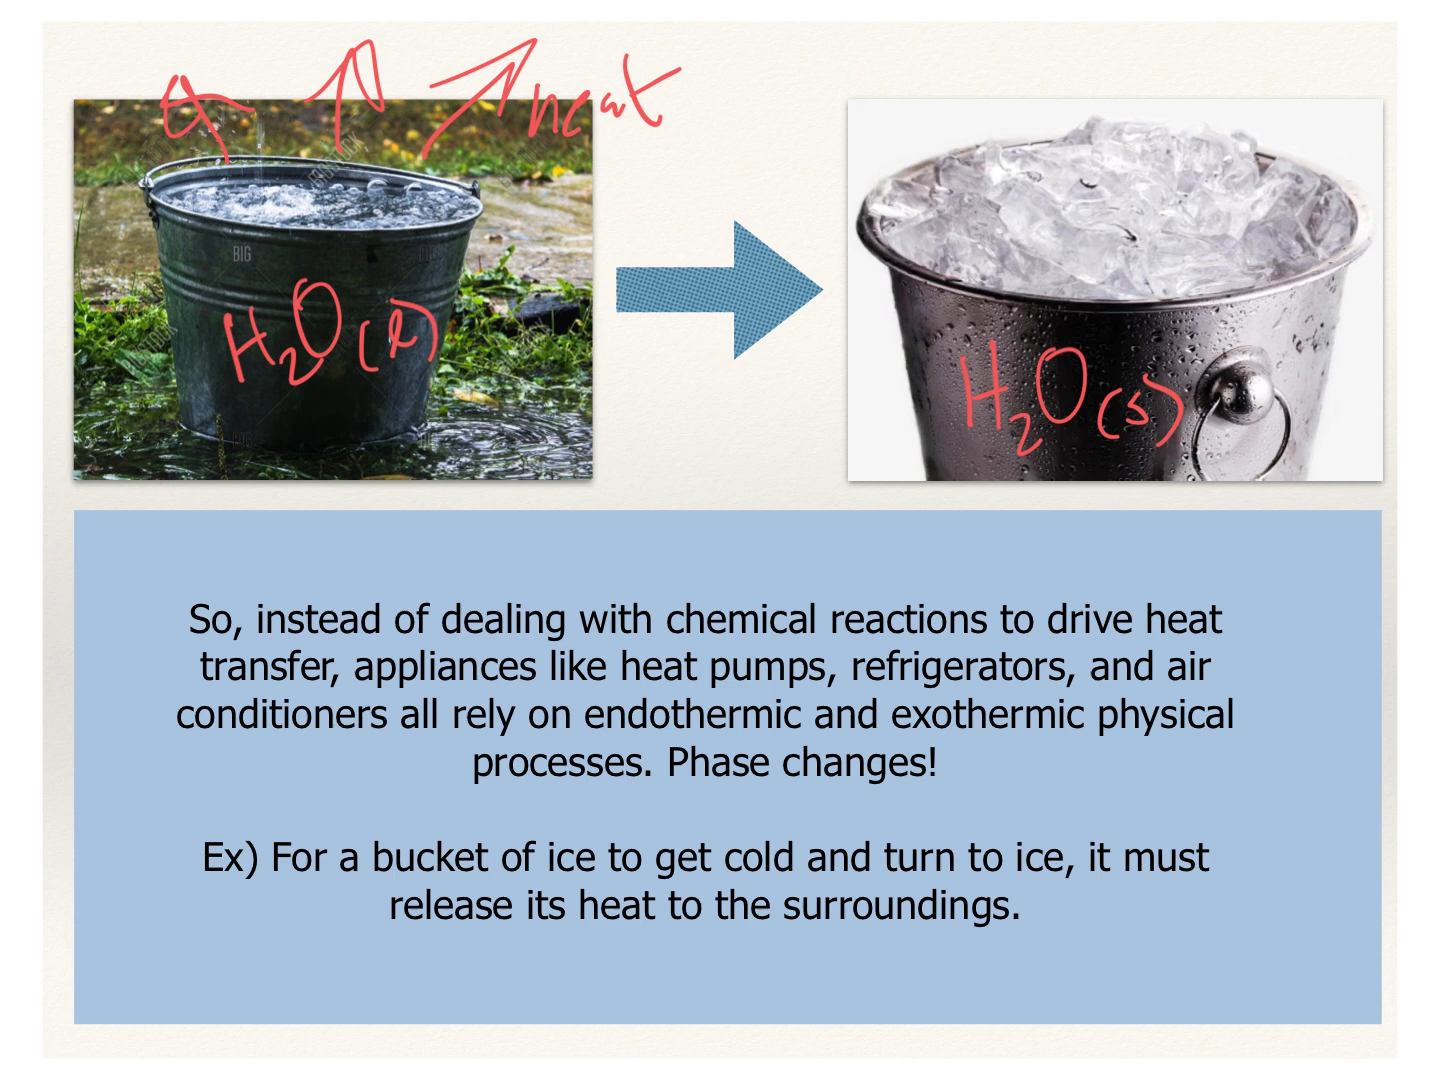 heat
H₂O(l)
H₂O(s)
BIG
So, instead of dealing with chemical reactions to drive heat
transfer, appliances like heat pumps, refrigerators, and air
conditioners all rely on endothermic and exothermic physical
processes. Phase changes!
Ex) For a bucket of ice to get cold and turn to ice, it must
release its heat to the surroundings.